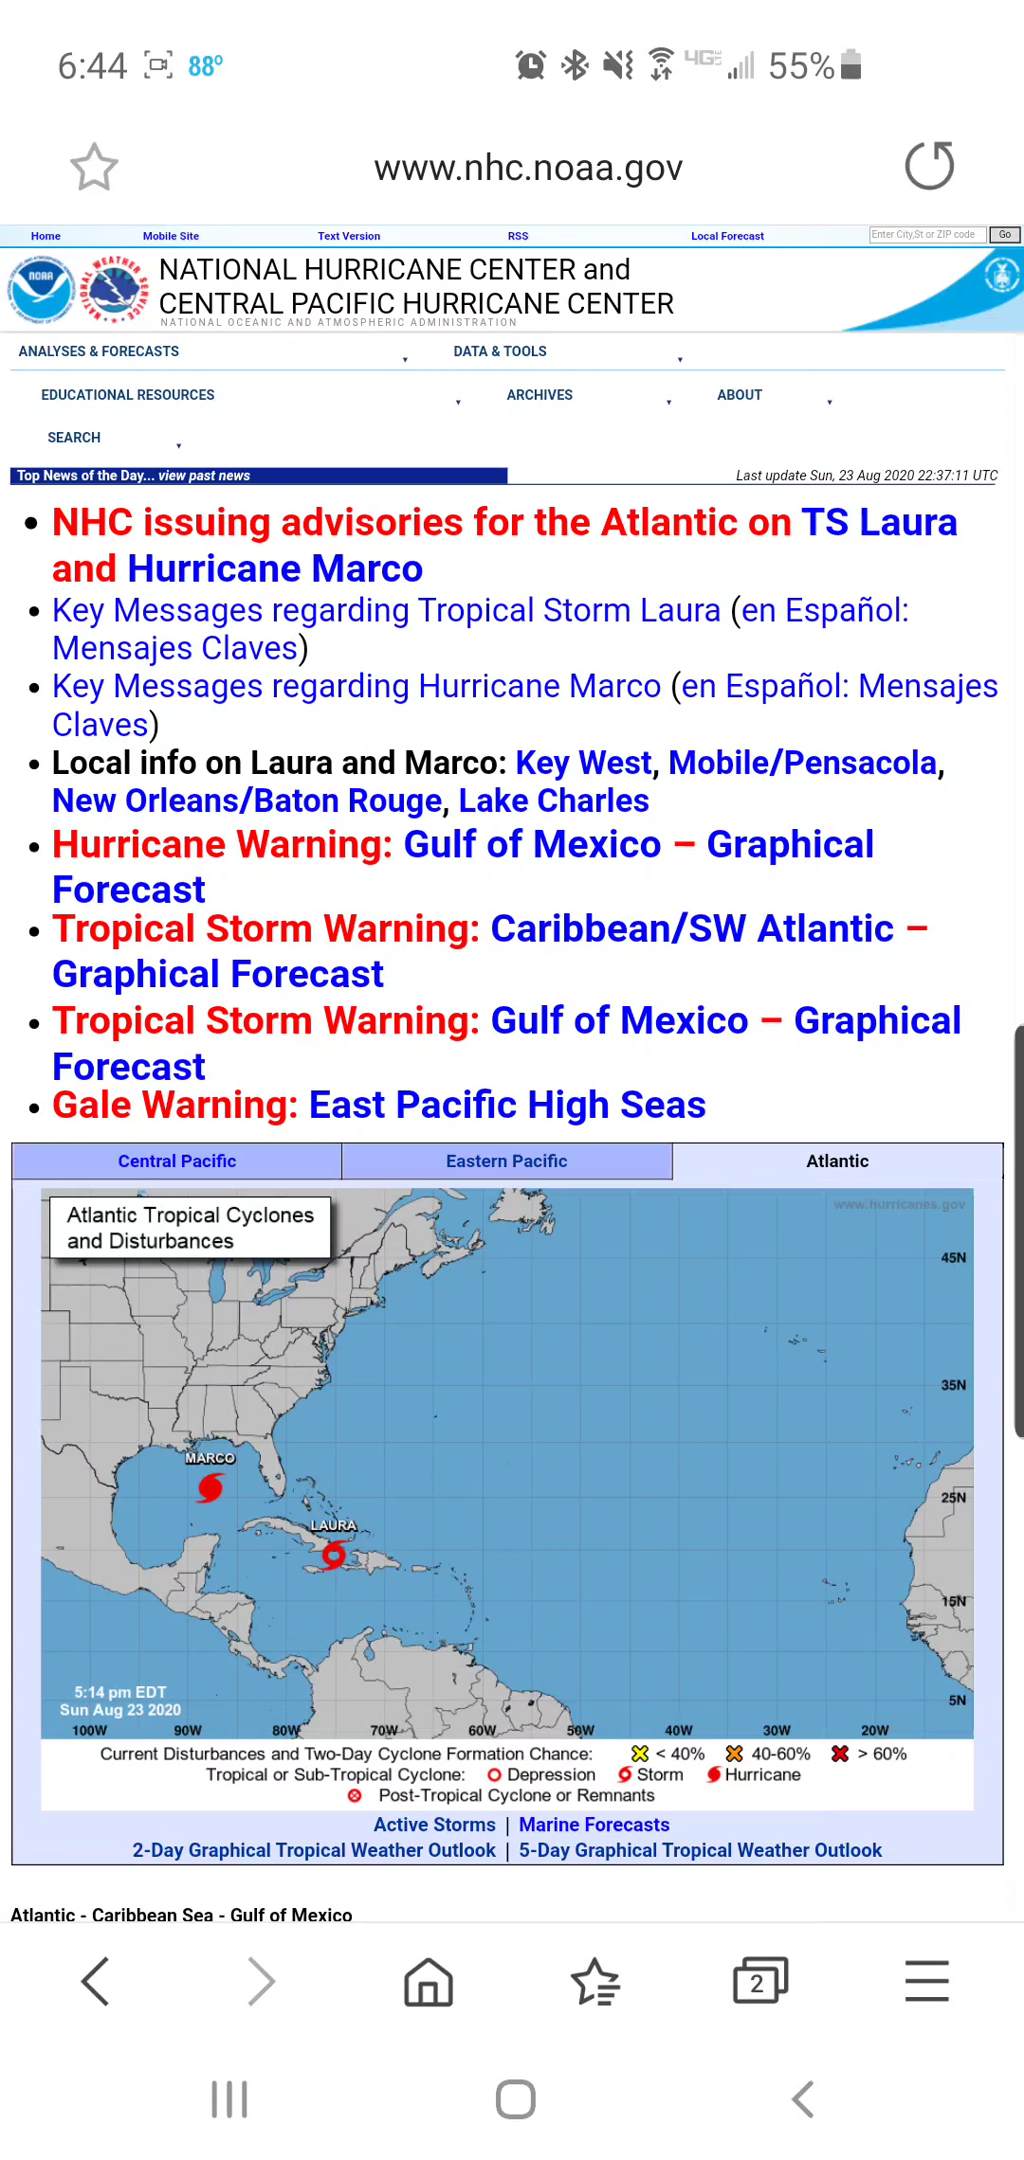 6:44 88° 4G 55%
www.nhc.noaa.gov
Home Mobile Site Text Version RSS Local Forecast Enter City,St or ZIP code Go
NOAA NATIONAL WEATHER SERVICE
NATIONAL HURRICANE CENTER and
CENTRAL PACIFIC HURRICANE CENTER
NATIONAL OCEANIC AND ATMOSPHERIC ADMINISTRATION
ANALYSES & FORECASTS DATA & TOOLS
EDUCATIONAL RESOURCES ARCHIVES ABOUT
SEARCH
Top News of the Day... view past news Last update Sun, 23 Aug 2020 22:37:11 UTC
• NHC issuing advisories for the Atlantic on TS Laura
and Hurricane Marco
• Key Messages regarding Tropical Storm Laura (en Español:
Mensajes Claves)
• Key Messages regarding Hurricane Marco (en Español: Mensajes
Claves)
• Local info on Laura and Marco: Key West, Mobile/Pensacola,
New Orleans/Baton Rouge, Lake Charles
• Hurricane Warning: Gulf of Mexico – Graphical
Forecast
• Tropical Storm Warning: Caribbean/SW Atlantic –
Graphical Forecast
• Tropical Storm Warning: Gulf of Mexico – Graphical
Forecast
• Gale Warning: East Pacific High Seas
Central Pacific Eastern Pacific Atlantic
Atlantic Tropical Cyclones
and Disturbances
www.hurricanes.gov
45N
35N
MARCO
25N
LAURA
15N
5:14 pm EDT
Sun Aug 23 2020
5N
100W 90W 80W 70W 60W 50W 40W 30W 20W
Current Disturbances and Two-Day Cyclone Formation Chance: < 40% 40-60% > 60%
Tropical or Sub-Tropical Cyclone: Depression Storm Hurricane
Post-Tropical Cyclone or Remnants
Active Storms | Marine Forecasts
2-Day Graphical Tropical Weather Outlook | 5-Day Graphical Tropical Weather Outlook
Atlantic - Caribbean Sea - Gulf of Mexico
2